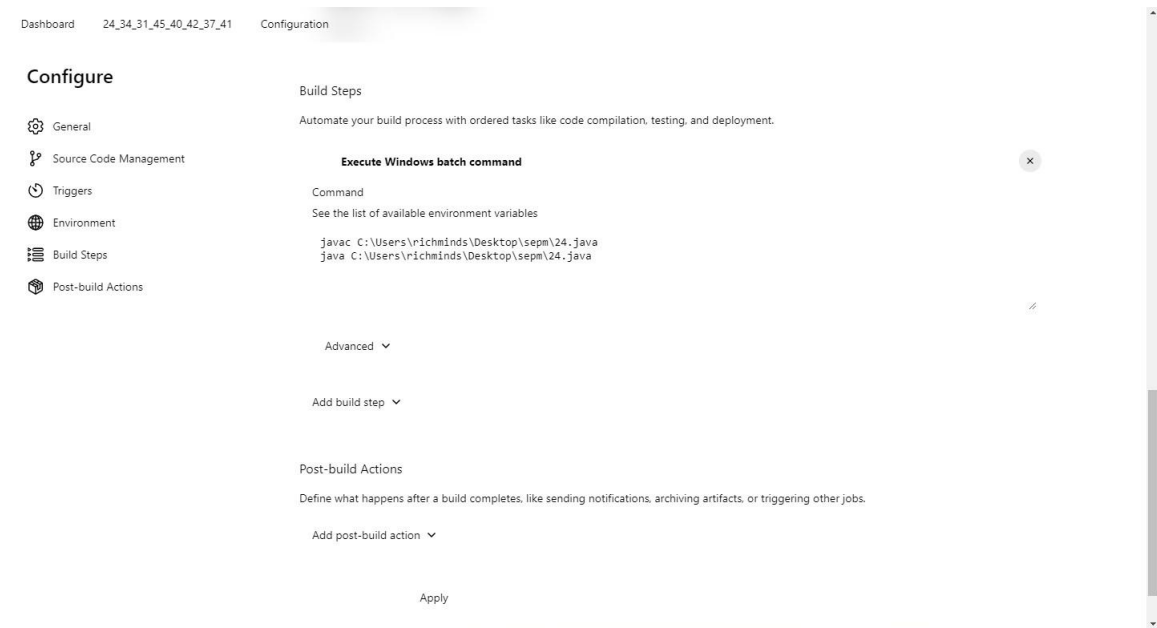 Dashboard 24_34_31_45_40_42_37_41 Configuration
Configure
General
Source Code Management
Triggers
Environment
Build Steps
Post-build Actions
Build Steps
Automate your build process with ordered tasks like code compilation, testing, and deployment.
Execute Windows batch command
Command
See the list of available environment variables
javac C:\Users\richminds\Desktop\sepm\24.java
java C:\Users\richminds\Desktop\sepm\24.java
Advanced
Add build step
Post-build Actions
Define what happens after a build completes, like sending notifications, archiving artifacts, or triggering other jobs.
Add post-build action
Apply